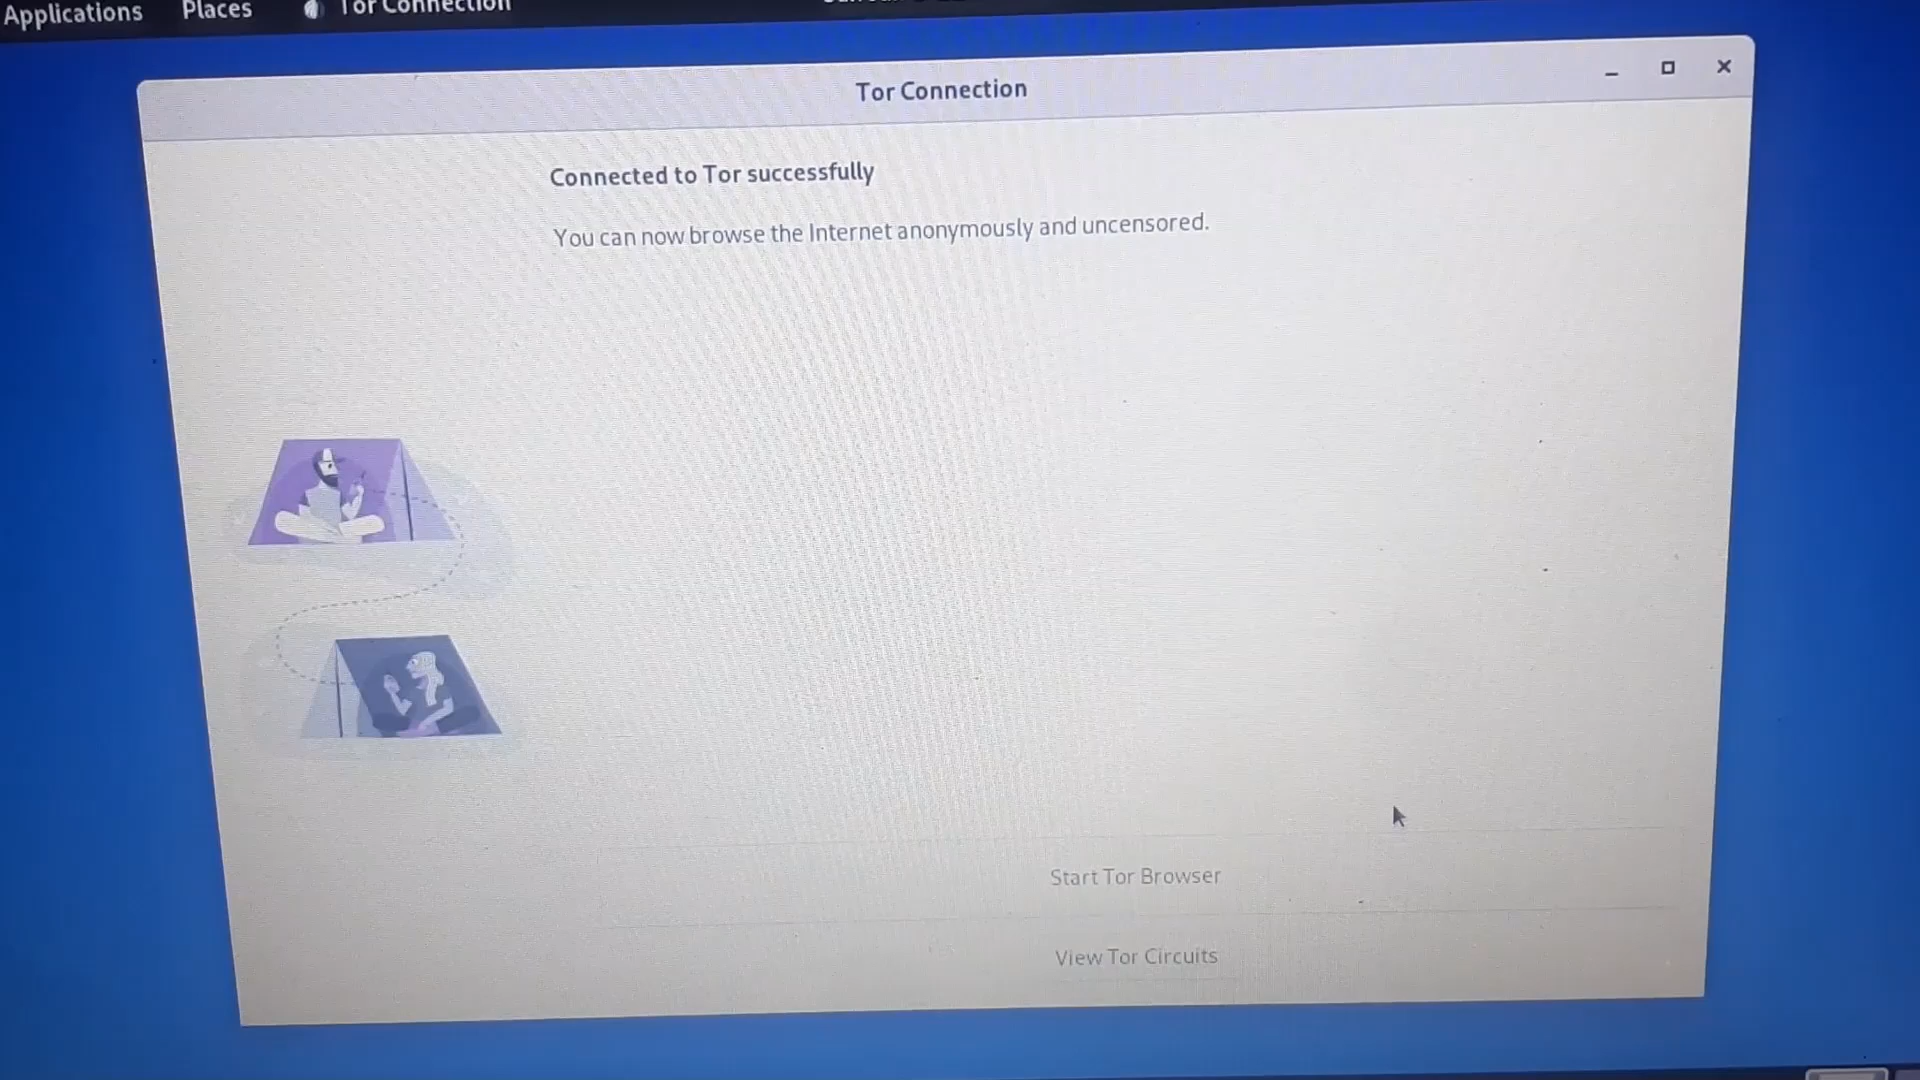 Applications Places Tor Connection
Tor Connection
Connected to Tor successfully
You can now browse the Internet anonymously and uncensored.
Start Tor Browser
View Tor Circuits